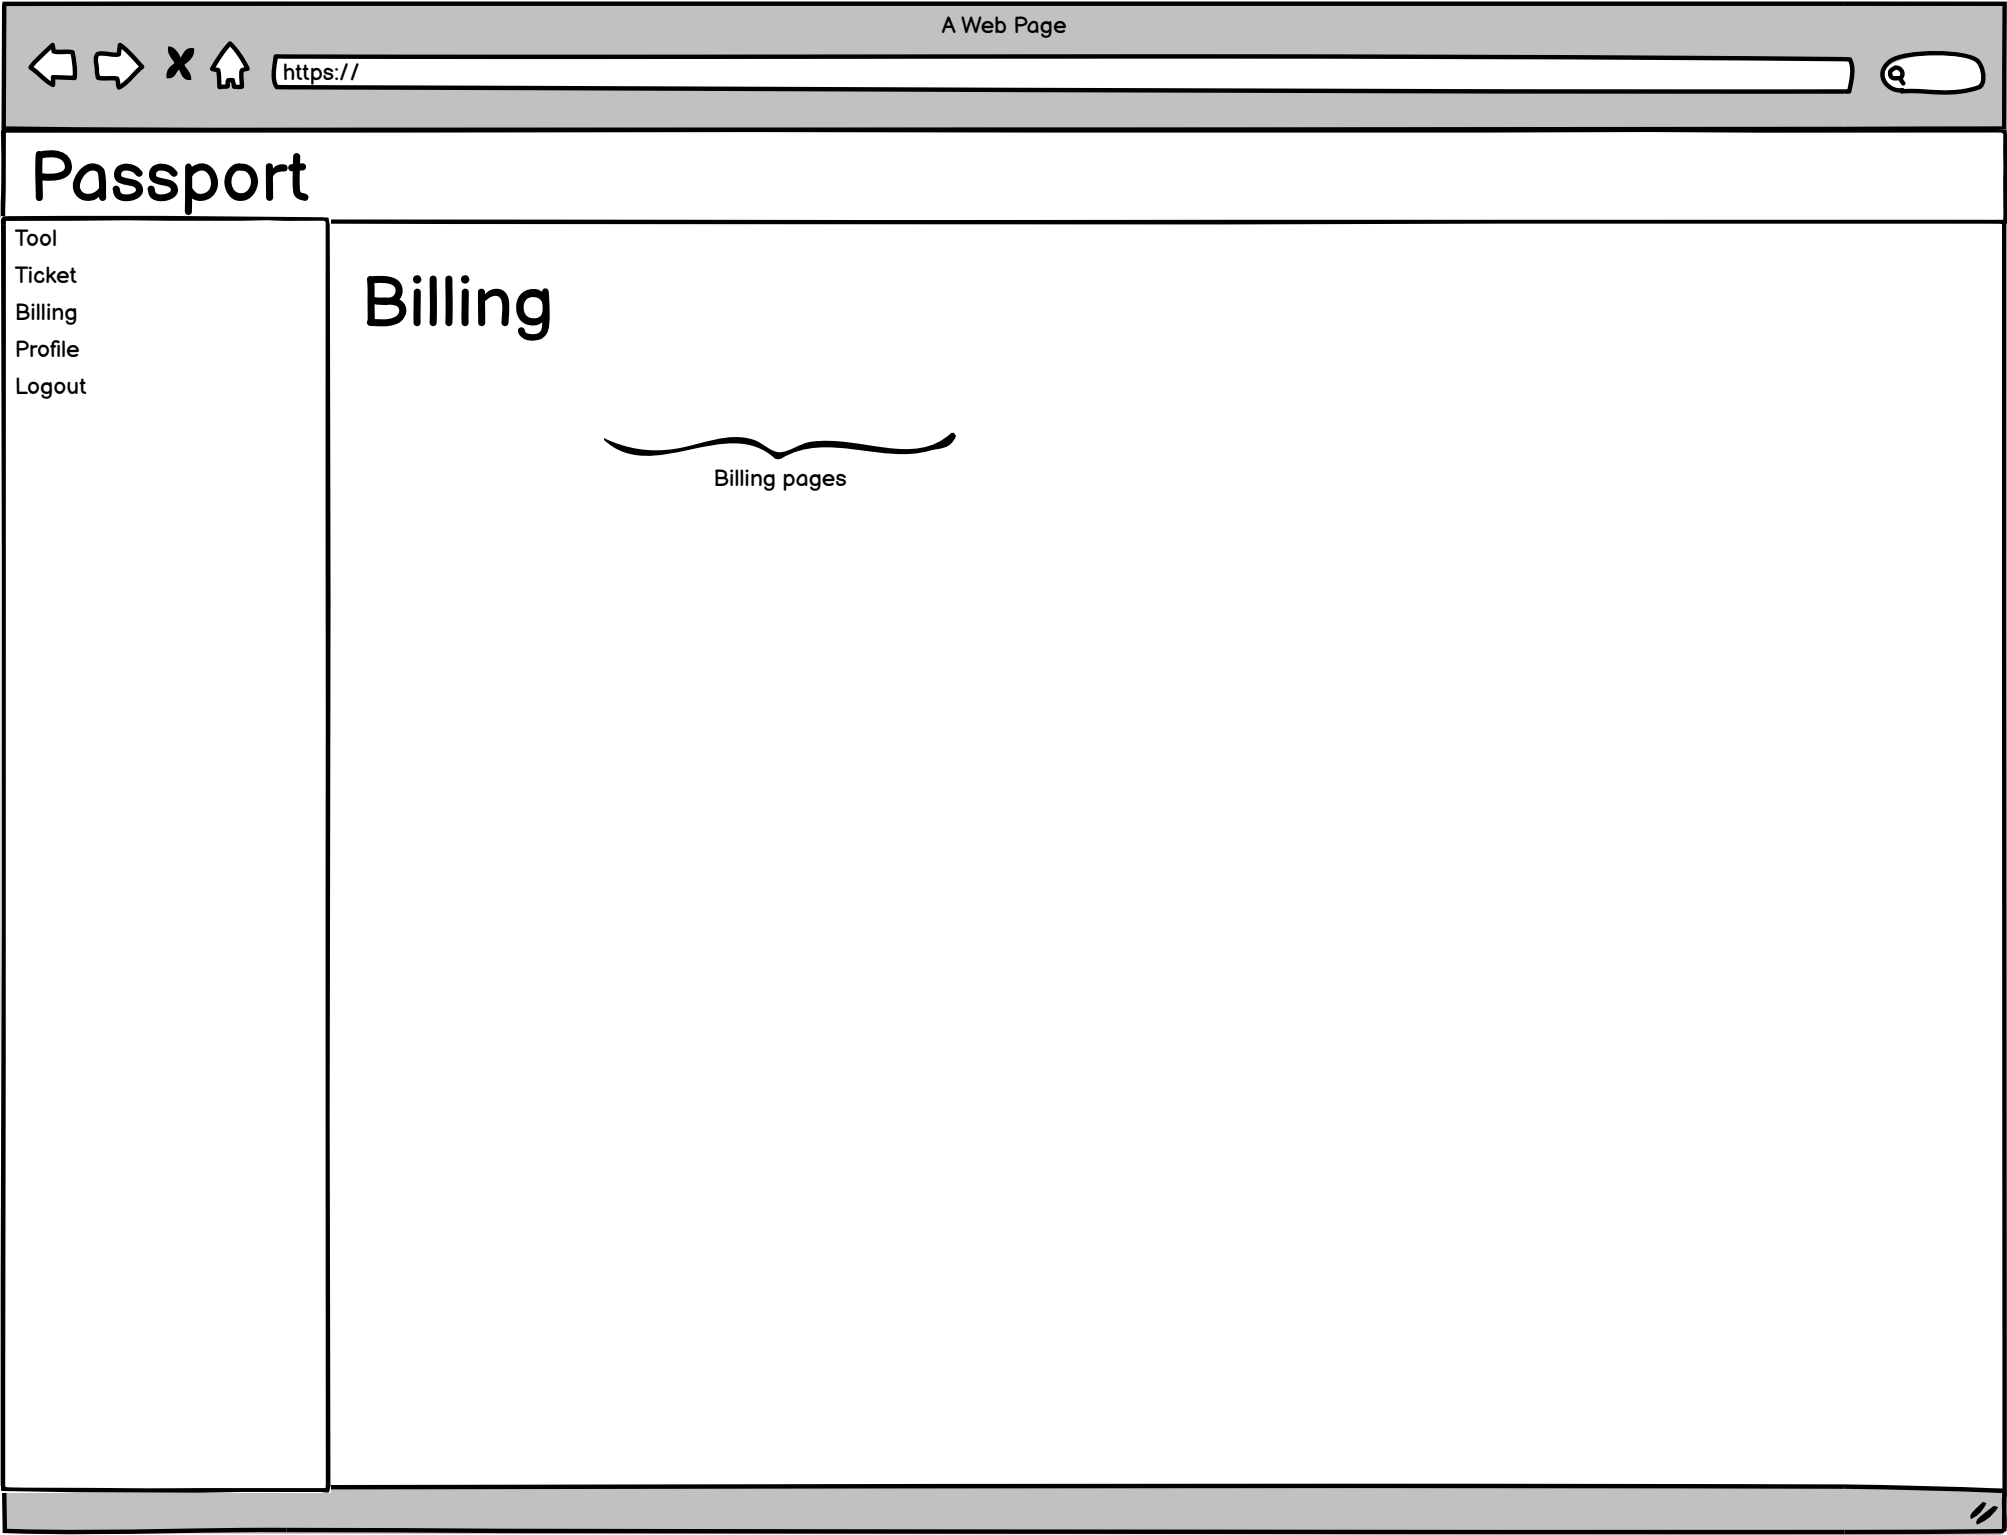 A Web Page
https://
Passport
Tool
Ticket
Billing
Profile
Logout
Billing
Billing pages